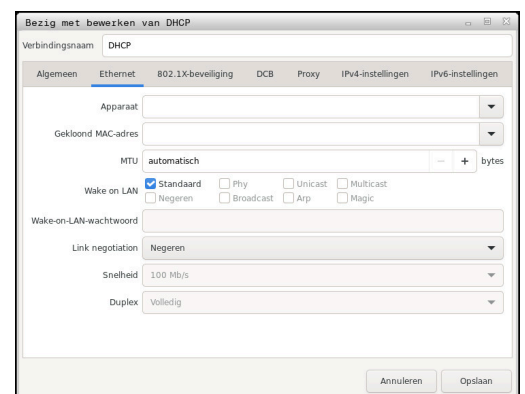 Bezig met bewerken van DHCP
Verbindingsnaam DHCP
Algemeen Ethernet 802.1X-beveiliging DCB Proxy IPv4-instellingen IPv6-instellingen
Apparaat
Gekloond MAC-adres
MTU automatisch bytes
Wake on LAN Standaard Phy Unicast Multicast
Negeren Broadcast Arp Magic
Wake-on-LAN-wachtwoord
Link negotiation Negeren
Snelheid 100 Mb/s
Duplex Volledig
Annuleren Opslaan